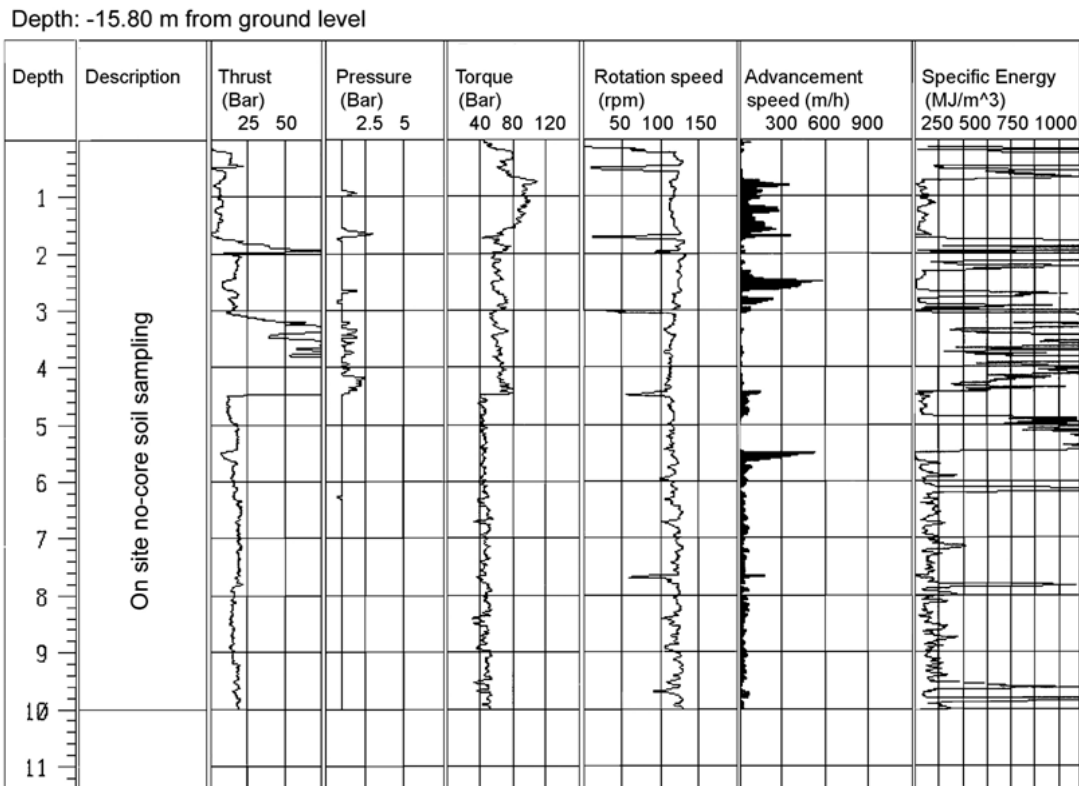 Depth: -15.80 m from ground level
Depth Description Thrust Pressure Torque Rotation speed Advancement Specific Energy
(Bar) (Bar) (Bar) (rpm) speed (m/h) (MJ/m^3)
25 50 2.5 5 40 80 120 50 100 150 300 600 900 250 500 750 1000
1
2
3
4
5
6
7
8
9
10
11
On site no-core soil sampling